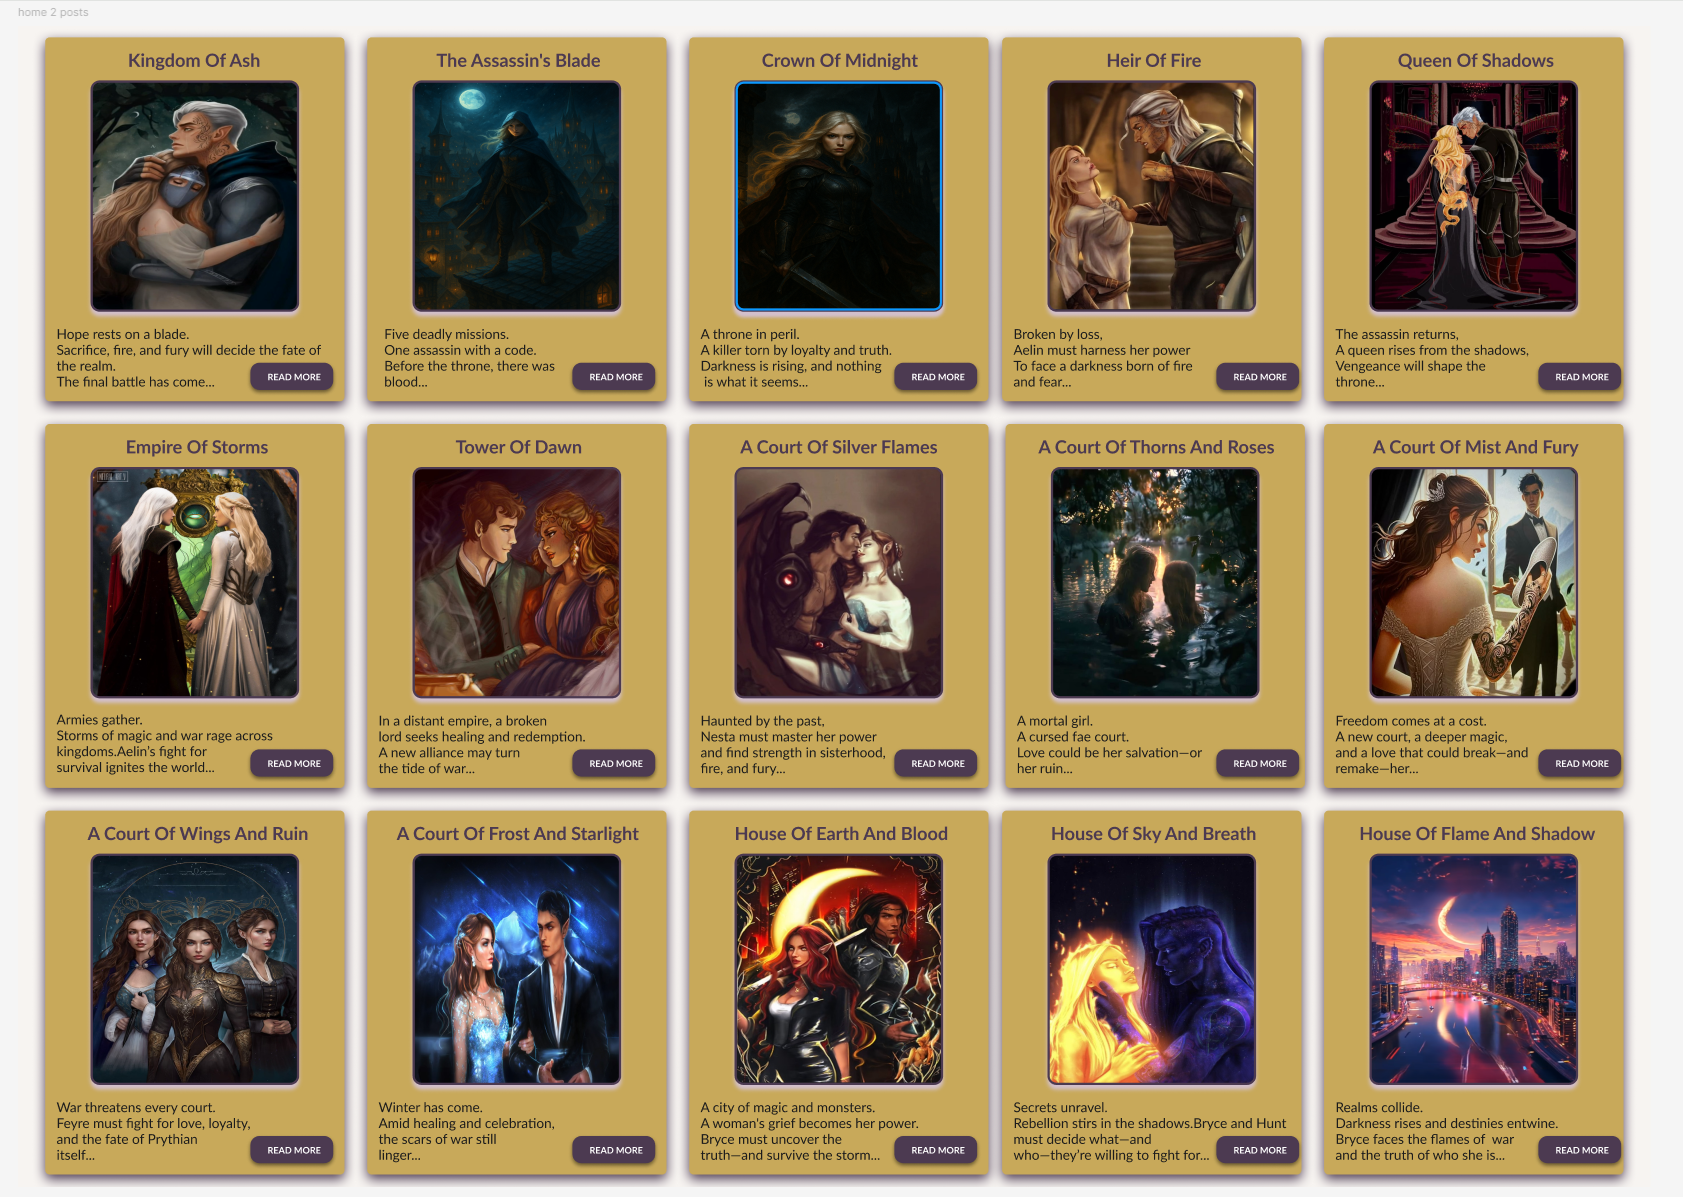 home 2 posts
Kingdom Of Ash
Hope rests on a blade.
Sacrifice, fire, and fury will decide the fate of
the realm.
The final battle has come...
READ MORE
The Assassin's Blade
Five deadly missions.
One assassin with a code.
Before the throne, there was
blood...
READ MORE
Crown Of Midnight
A throne in peril.
A killer torn by loyalty and truth.
Darkness is rising, and nothing
is what it seems...
READ MORE
Heir Of Fire
Broken by loss,
Aelin must harness her power
To face a darkness born of fire
and fear...
READ MORE
Queen Of Shadows
The assassin returns,
A queen rises from the shadows,
Vengeance will shape the
throne...
READ MORE
Empire Of Storms
Armies gather.
Storms of magic and war rage across
kingdoms.Aelin's fight for
survival ignites the world...
READ MORE
Tower Of Dawn
In a distant empire, a broken
lord seeks healing and redemption.
A new alliance may turn
the tide of war...
READ MORE
A Court Of Silver Flames
Haunted by the past,
Nesta must master her power
and find strength in sisterhood,
fire, and fury...
READ MORE
A Court Of Thorns And Roses
A mortal girl.
A cursed fae court.
Love could be her salvation—or
her ruin...
READ MORE
A Court Of Mist And Fury
Freedom comes at a cost.
A new court, a deeper magic,
and a love that could break—and
remake—her...
READ MORE
A Court Of Wings And Ruin
War threatens every court.
Feyre must fight for love, loyalty,
and the fate of Prythian
itself...
READ MORE
A Court Of Frost And Starlight
Winter has come.
Amid healing and celebration,
the scars of war still
linger...
READ MORE
House Of Earth And Blood
A city of magic and monsters.
A woman's grief becomes her power.
Bryce must uncover the
truth—and survive the storm...
READ MORE
House Of Sky And Breath
Secrets unravel.
Rebellion stirs in the shadows.Bryce and Hunt
must decide what—and
who—they're willing to fight for...
READ MORE
House Of Flame And Shadow
Realms collide.
Darkness rises and destinies entwine.
Bryce faces the flames of  war
and the truth of who she is...
READ MORE